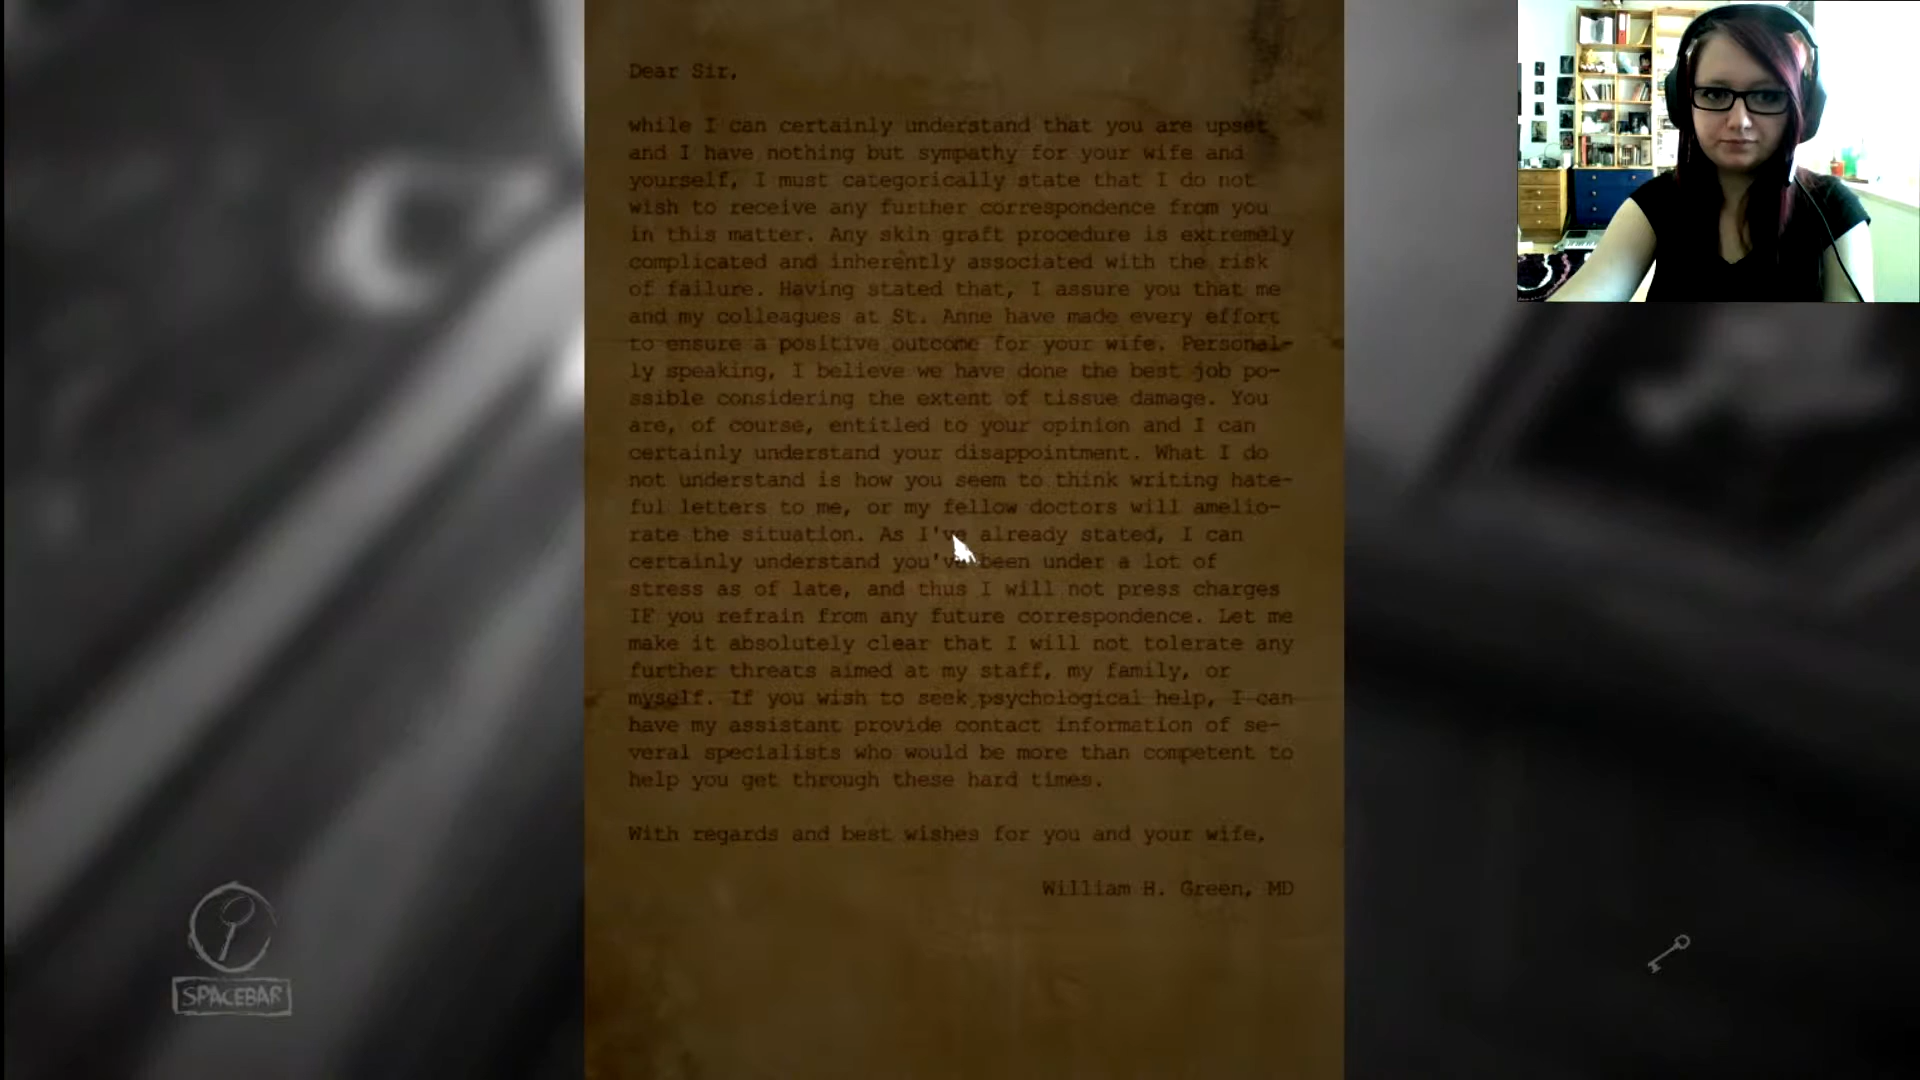 Dear Sir,
while I can certainly understand that you are upset
and I have nothing but sympathy for your wife and
yourself, I must categorically state that I do not
wish to receive any further correspondence from you
in this matter. Any skin graft procedure is extremely
complicated and inherently associated with the risk
of failure. Having stated that, I assure you that me
and my colleagues at St. Anne have made every effort
to ensure a positive outcome for your wife. Personal-
ly speaking, I believe we have done the best job po-
ssible considering the extent of tissue damage. You
are, of course, entitled to your opinion and I can
certainly understand your disappointment. What I do
not understand is how you seem to think writing hate-
ful letters to me, or my fellow doctors will amelio-
rate the situation. As I've already stated, I can
certainly understand you've been under a lot of
stress as of late, and thus I will not press charges
IF you refrain from any future correspondence. Let me
make it absolutely clear that I will not tolerate any
further threats aimed at my staff, my family, or
myself. If you wish to seek psychological help, I can
have my assistant provide contact information of se-
veral specialists who would be more than competent to
help you get through these hard times.
With regards and best wishes for you and your wife,
William H. Green, MD
SPACEBAR